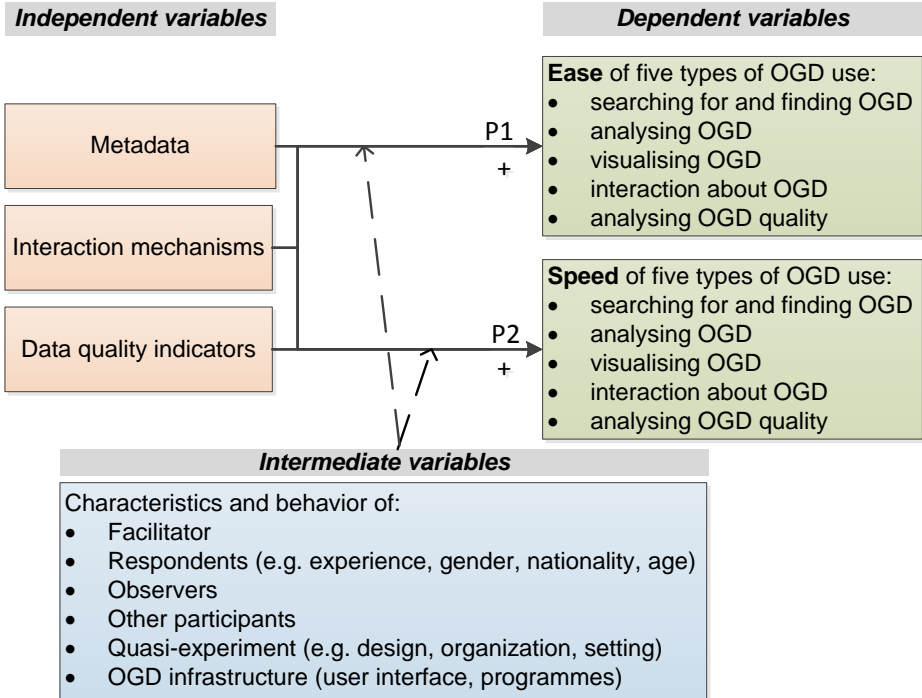 Independent variables
Dependent variables
Metadata
Interaction mechanisms
Data quality indicators
P1
+
P2
+
Ease of five types of OGD use:
• searching for and finding OGD
• analysing OGD
• visualising OGD
• interaction about OGD
• analysing OGD quality
Speed of five types of OGD use:
• searching for and finding OGD
• analysing OGD
• visualising OGD
• interaction about OGD
• analysing OGD quality
Intermediate variables
Characteristics and behavior of:
• Facilitator
• Respondents (e.g. experience, gender, nationality, age)
• Observers
• Other participants
• Quasi-experiment (e.g. design, organization, setting)
• OGD infrastructure (user interface, programmes)